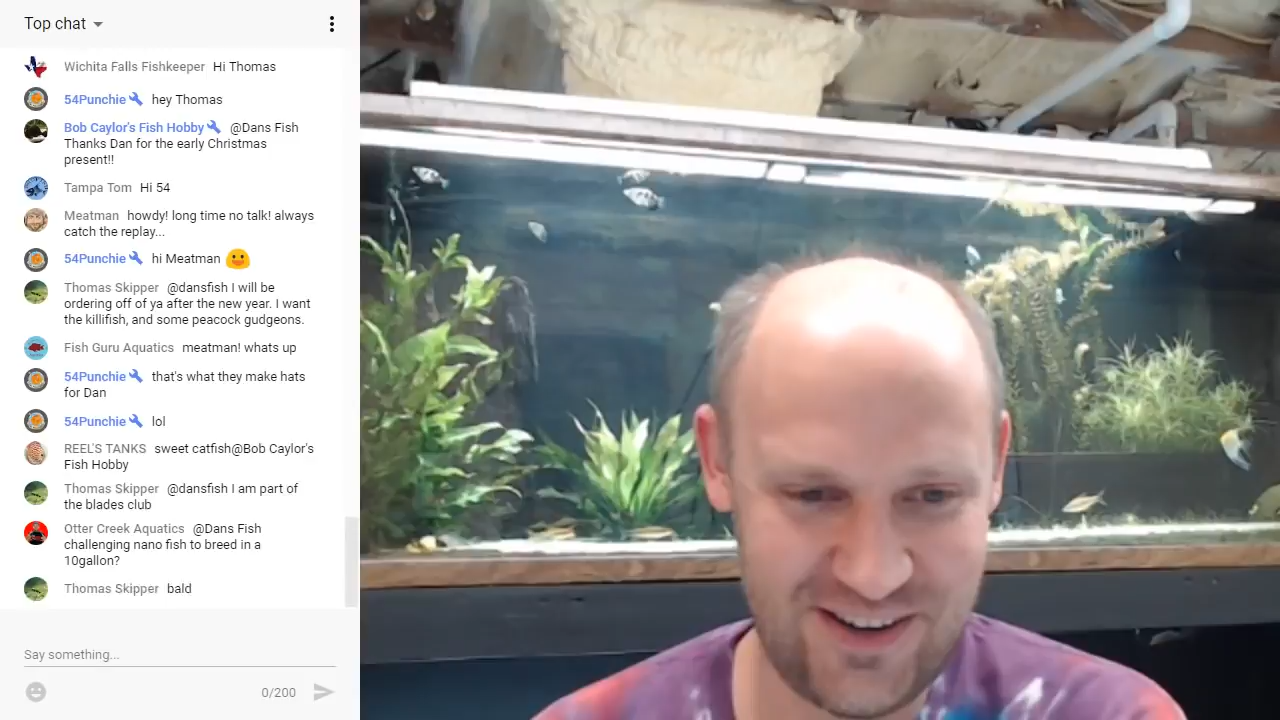 Top chat
Wichita Falls Fishkeeper Hi Thomas
54Punchie hey Thomas
Bob Caylor's Fish Hobby @Dans Fish
Thanks Dan for the early Christmas
present!!
Tampa Tom Hi 54
Meatman howdy! long time no talk! always
catch the replay...
54Punchie hi Meatman
Thomas Skipper @dansfish I will be
ordering off of ya after the new year. I want
the killifish, and some peacock gudgeons.
Fish Guru Aquatics meatman! whats up
54Punchie that's what they make hats
for Dan
54Punchie lol
REEL'S TANKS sweet catfish@Bob Caylor's
Fish Hobby
Thomas Skipper @dansfish I am part of
the blades club
Otter Creek Aquatics @Dans Fish
challenging nano fish to breed in a
10gallon?
Thomas Skipper bald
Say something...
0/200